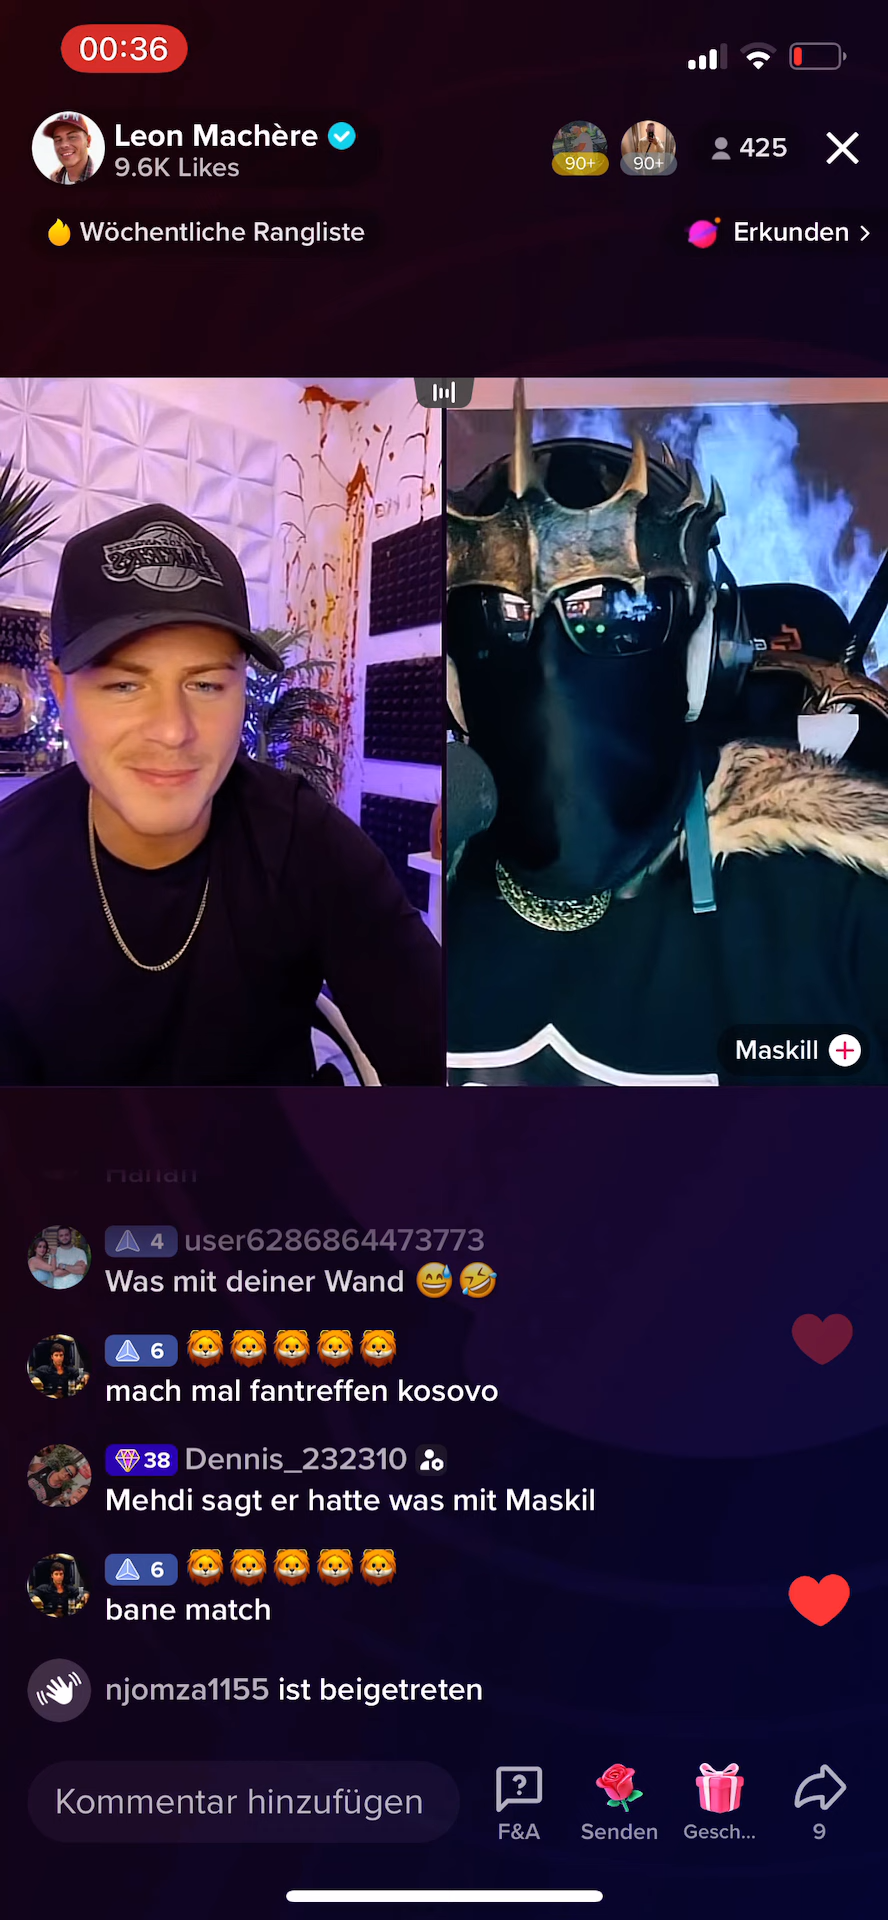 00:36
Leon Machère
9.6K Likes
90+
90+
425
Wöchentliche Rangliste
Erkunden >
Maskill
4 user6286864473773
Was mit deiner Wand 😅🤣
6 🦁🦁🦁🦁🦁
mach mal fantreffen kosovo
38 Dennis_232310
Mehdi sagt er hatte was mit Maskil
6 🦁🦁🦁🦁🦁
bane match
njomza1155 ist beigetreten
Kommentar hinzufügen
F&A
Senden
Gesch...
9